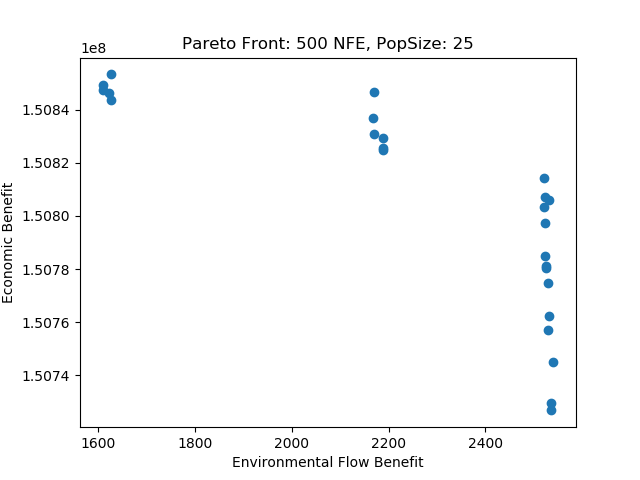 Pareto Front: 500 NFE, PopSize: 25
1e8
1.5084
1.5082
1.5080
1.5078
1.5076
1.5074
Economic Benefit
1600 1800 2000 2200 2400
Environmental Flow Benefit